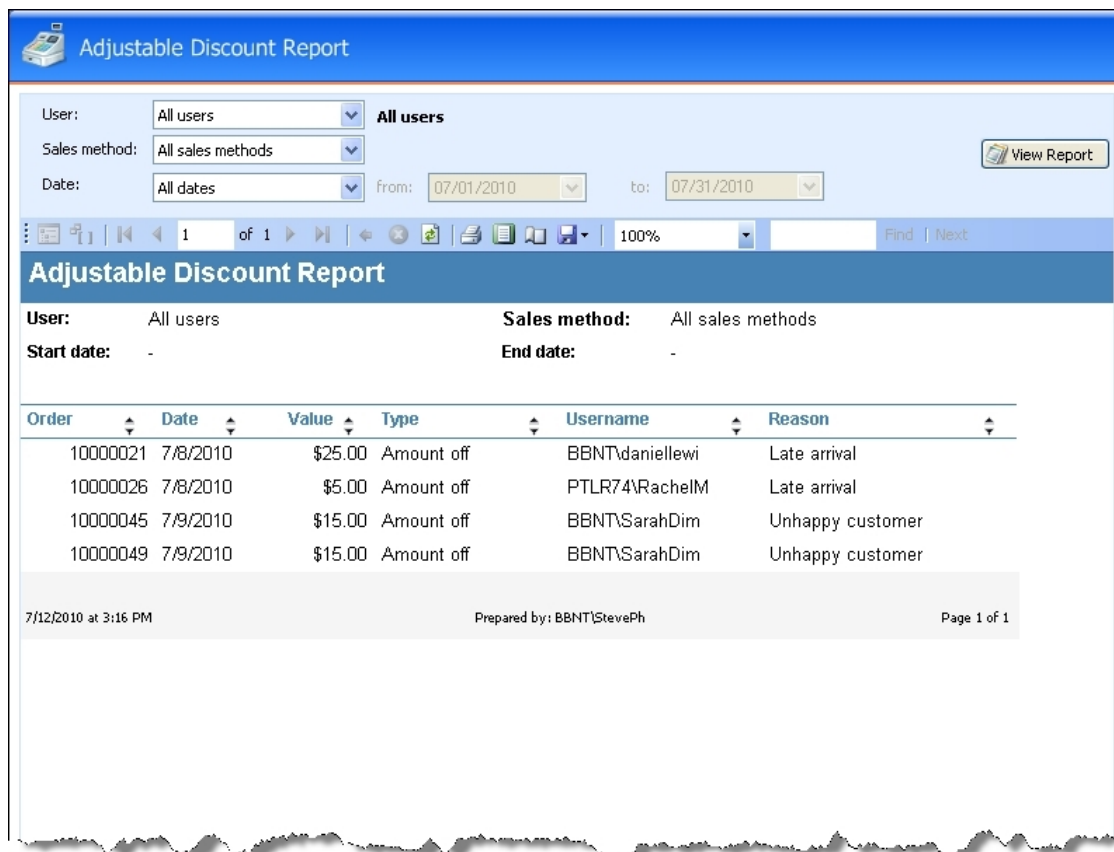 Adjustable Discount Report
User: All users All users
Sales method: All sales methods
View Report
Date: All dates from: 07/01/2010 to: 07/31/2010
1 of 1 100% Find | Next
Adjustable Discount Report
User: All users Sales method: All sales methods
Start date: - End date: -
Order Date Value Type Username Reason
10000021 7/8/2010 $25.00 Amount off BBNT\daniellewi Late arrival
10000026 7/8/2010 $5.00 Amount off PTLR74\RachelM Late arrival
10000045 7/9/2010 $15.00 Amount off BBNT\SarahDim Unhappy customer
10000049 7/9/2010 $15.00 Amount off BBNT\SarahDim Unhappy customer
7/12/2010 at 3:16 PM Prepared by: BBNT\StevePh Page 1 of 1